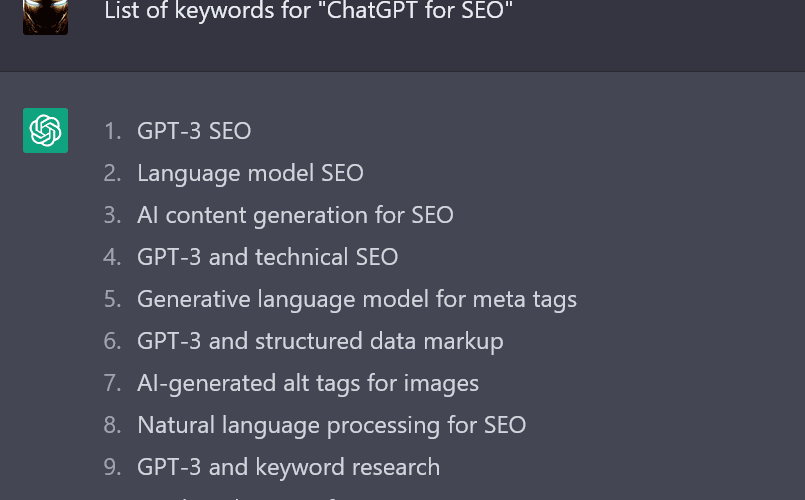 List of keywords for "ChatGPT for SEO"
1. GPT-3 SEO
2. Language model SEO
3. AI content generation for SEO
4. GPT-3 and technical SEO
5. Generative language model for meta tags
6. GPT-3 and structured data markup
7. AI-generated alt tags for images
8. Natural language processing for SEO
9. GPT-3 and keyword research